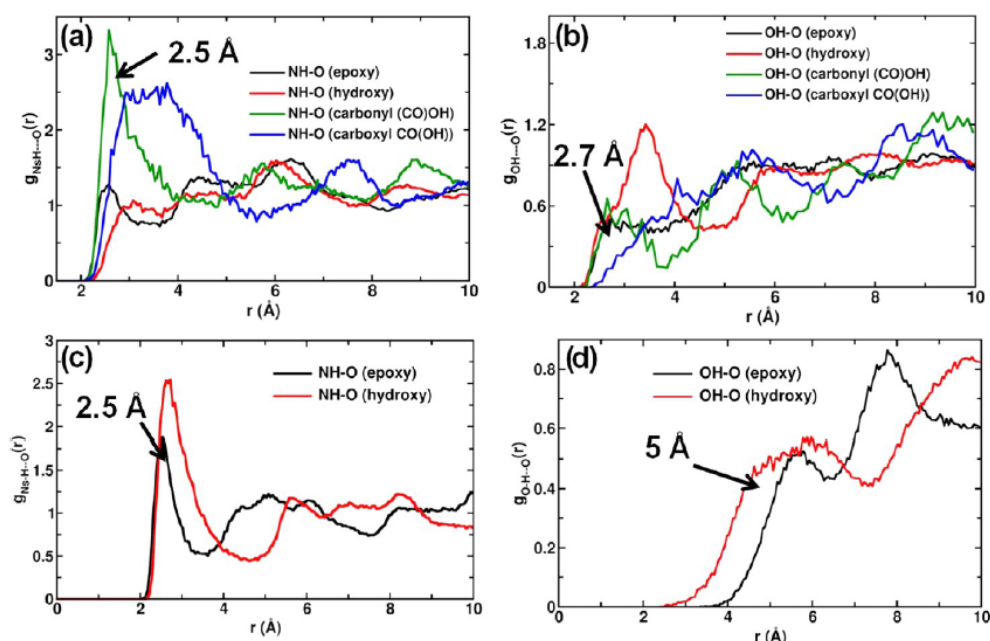 (a)
2.5 Å
NH-O (epoxy)
NH-O (hydroxy)
NH-O (carbonyl (CO)OH)
NH-O (carboxyl CO(OH))
g_NsH---O(r)
3
2
1
0
2 4 6 8 10
r (Å)
(b)
OH-O (epoxy)
OH-O (hydroxy)
OH-O (carbonyl (CO)OH)
OH-O (carboxyl CO(OH))
2.7 Å
g_OH---O(r)
1.8
1.2
0.6
0
2 4 6 8 10
r (Å)
(c)
NH-O (epoxy)
NH-O (hydroxy)
2.5 Å
g_Ns-H--O(r)
3
2.5
2
1.5
1
0.5
0
0 2 4 6 8 10
r (Å)
(d)
OH-O (epoxy)
OH-O (hydroxy)
5 Å
g_O-H--O(r)
0.8
0.6
0.4
0.2
0
0 2 4 6 8 10
r (Å)